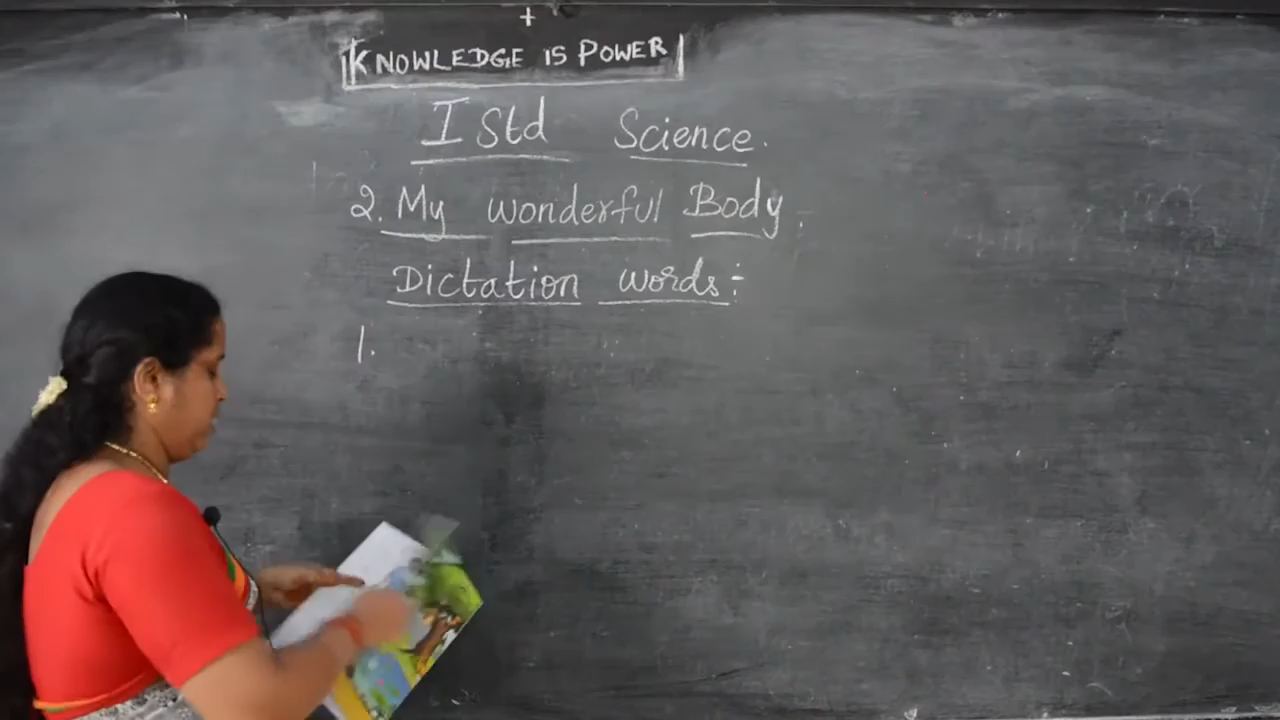 +
KNOWLEDGE IS POWER
I Std Science.
2. My wonderful Body:
Dictation words:-
1.